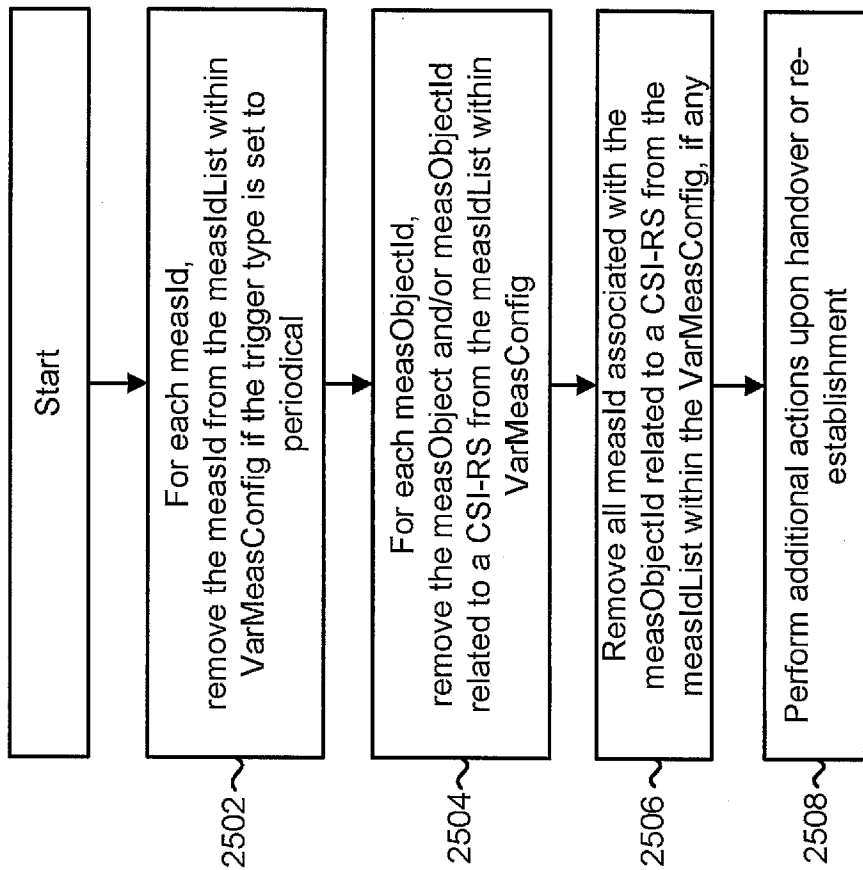 Start
2502
For each measId,
remove the measId from the measIdList within
VarMeasConfig if the trigger type is set to
periodical
2504
For each measObjectId,
remove the measObject and/or measObjectId
related to a CSI-RS from the measIdList within
VarMeasConfig
2506
Remove all measId associated with the
measObjectId related to a CSI-RS from the
measIdList within the VarMeasConfig, if any
2508
Perform additional actions upon handover or re-
establishment